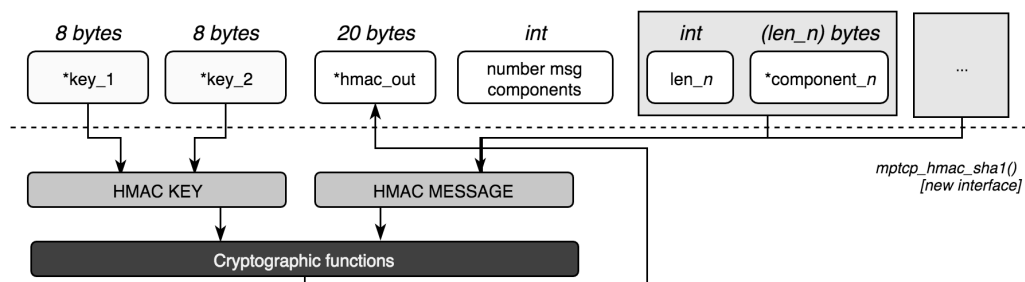 8 bytes 8 bytes 20 bytes int int (len_n) bytes
*key_1 *key_2 *hmac_out number msg components len_n *component_n ...
mptcp_hmac_sha1()
[new interface]
HMAC KEY HMAC MESSAGE
Cryptographic functions